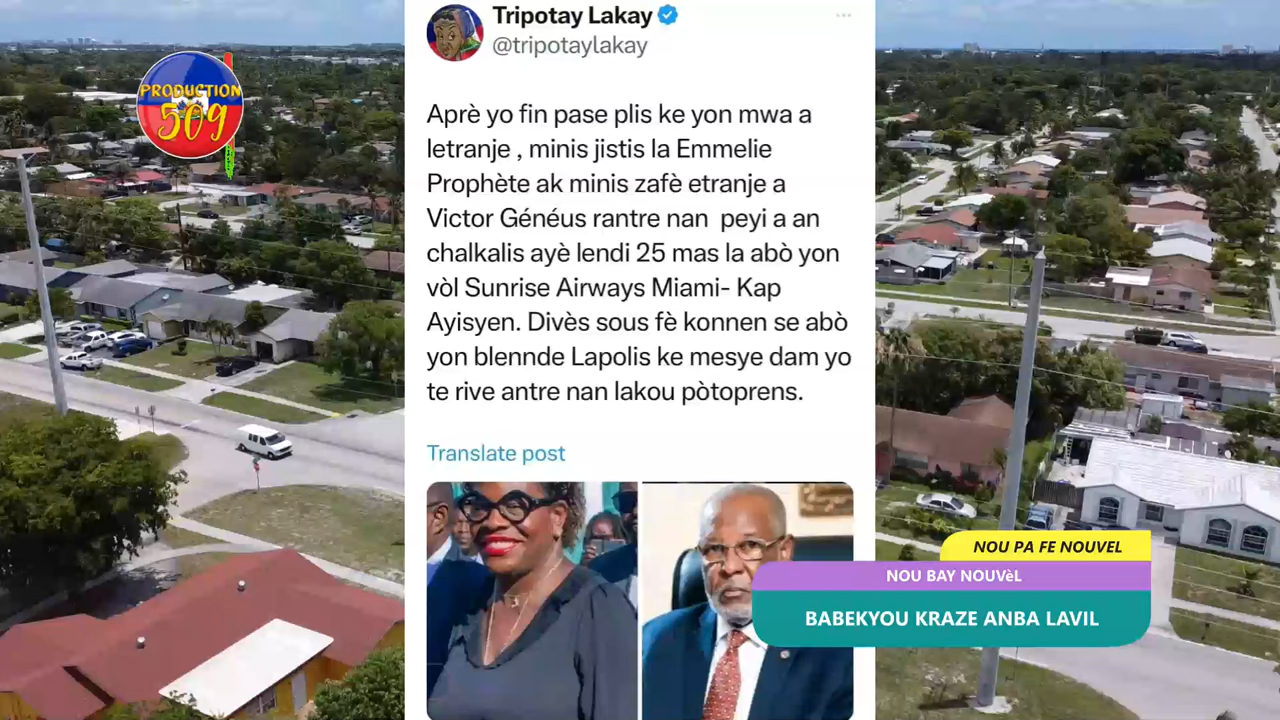 PRODUCTION
509
Tripotay Lakay
@tripotaylakay
Aprè yo fin pase plis ke yon mwa a
letranje , minis jistis la Emmelie
Prophète ak minis zafè etranje a
Victor Généus rantre nan peyi a an
chalkalis ayè lendi 25 mas la abò yon
vòl Sunrise Airways Miami- Kap
Ayisyen. Divès sous fè konnen se abò
yon blennde Lapolis ke mesye dam yo
te rive antre nan lakou pòtoprens.
Translate post
NOU PA FE NOUVEL
NOU BAY NOUVèL
BABEKYOU KRAZE ANBA LAVIL